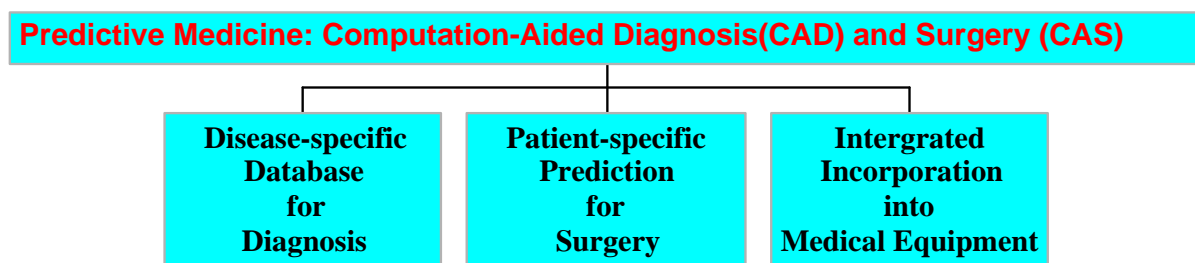 Predictive Medicine: Computation-Aided Diagnosis(CAD) and Surgery (CAS)
Disease-specific
Database
for
Diagnosis
Patient-specific
Prediction
for
Surgery
Intergrated
Incorporation
into
Medical Equipment